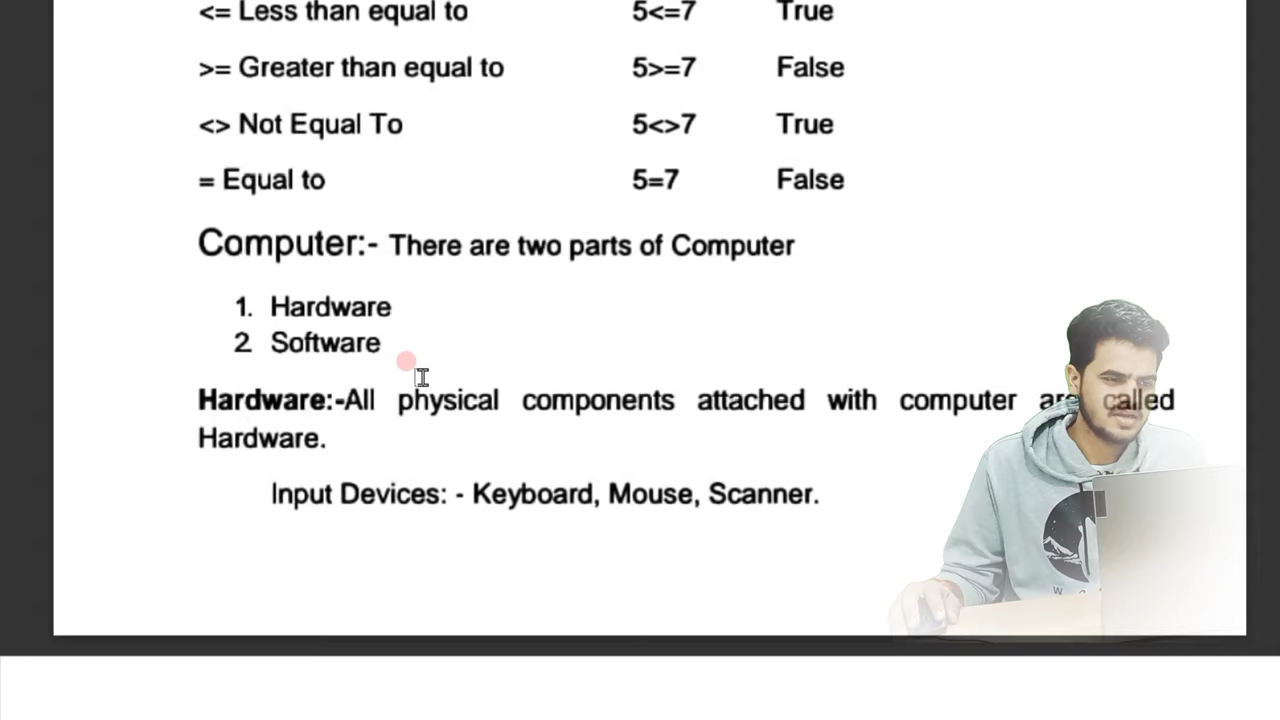 <= Less than equal to 5<=7 True
>= Greater than equal to 5>=7 False
<> Not Equal To 5<>7 True
= Equal to 5=7 False
Computer:- There are two parts of Computer
1. Hardware
2 Software
Hardware:-All physical components attached with computer are called
Hardware.
Input Devices: - Keyboard, Mouse, Scanner.